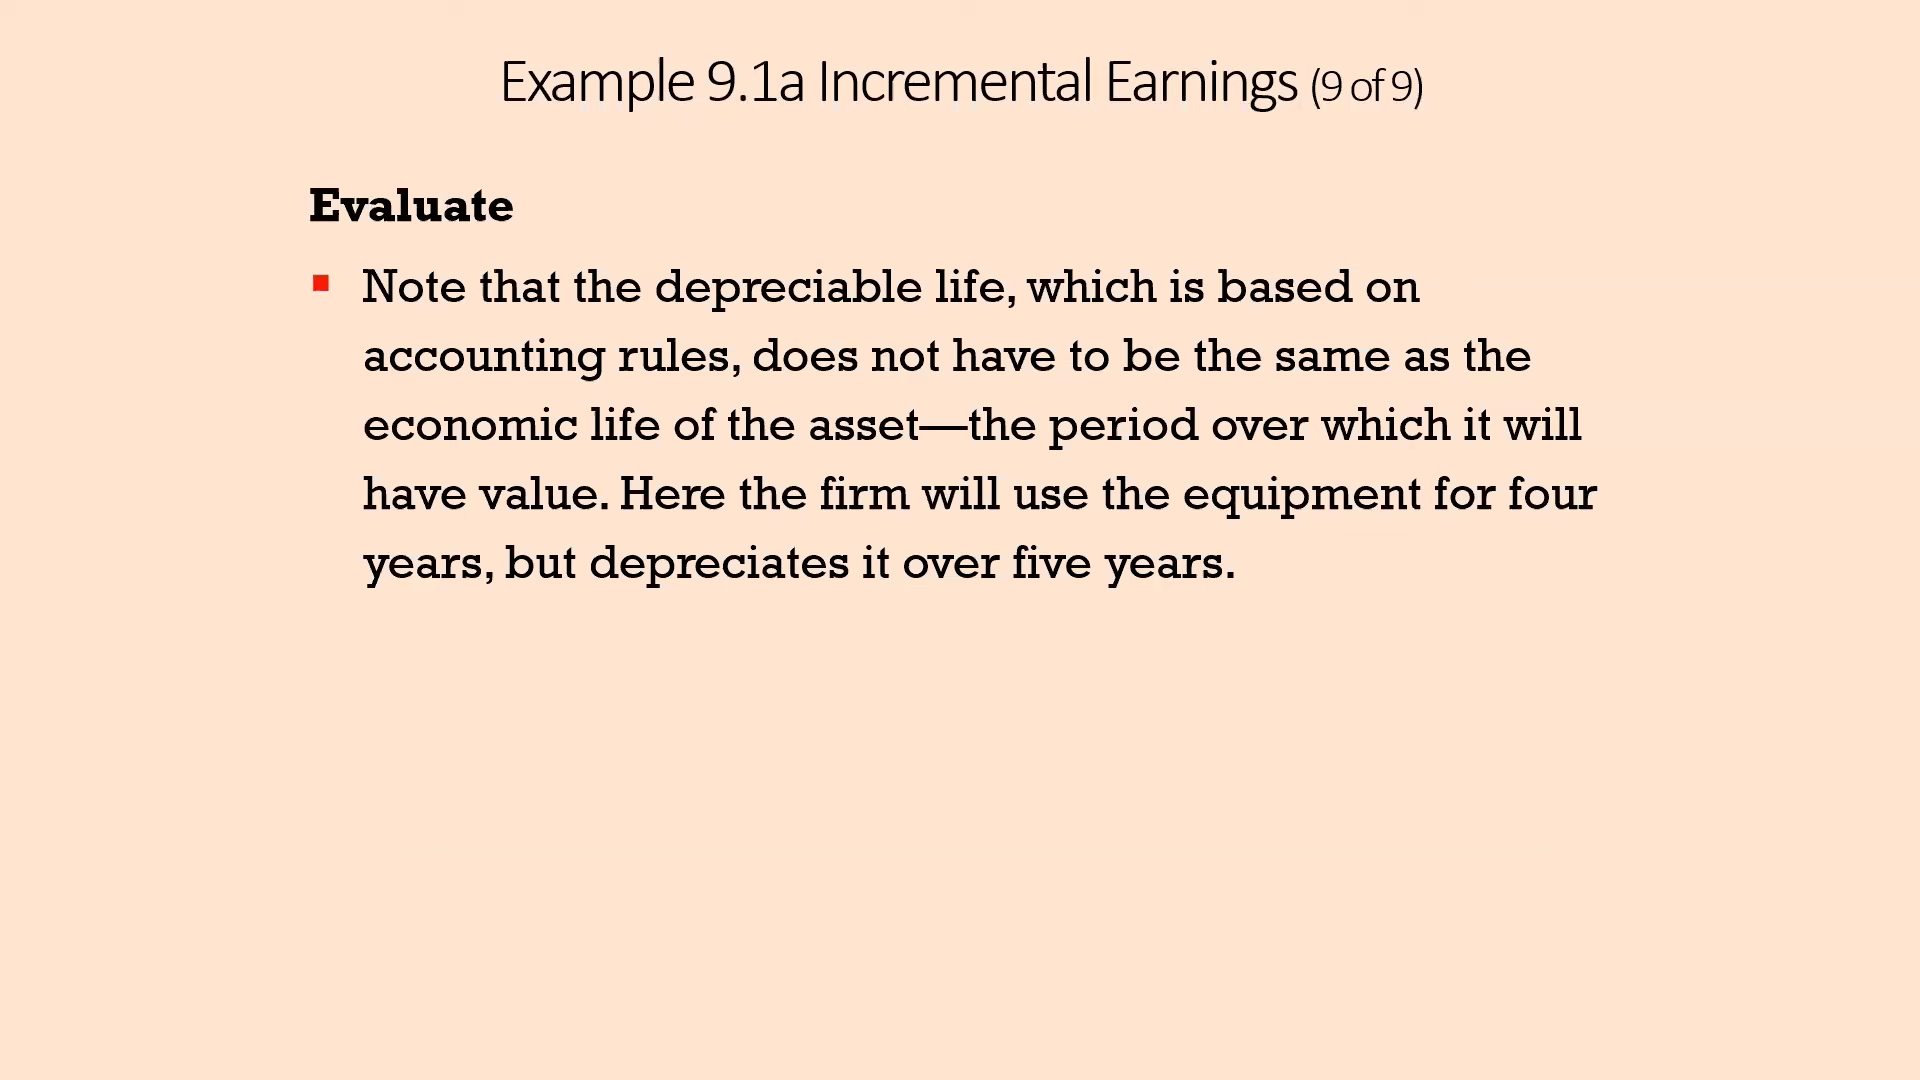 Example 9.1a Incremental Earnings (9 of 9)
Evaluate
▪ Note that the depreciable life, which is based on
accounting rules, does not have to be the same as the
economic life of the asset—the period over which it will
have value. Here the firm will use the equipment for four
years, but depreciates it over five years.